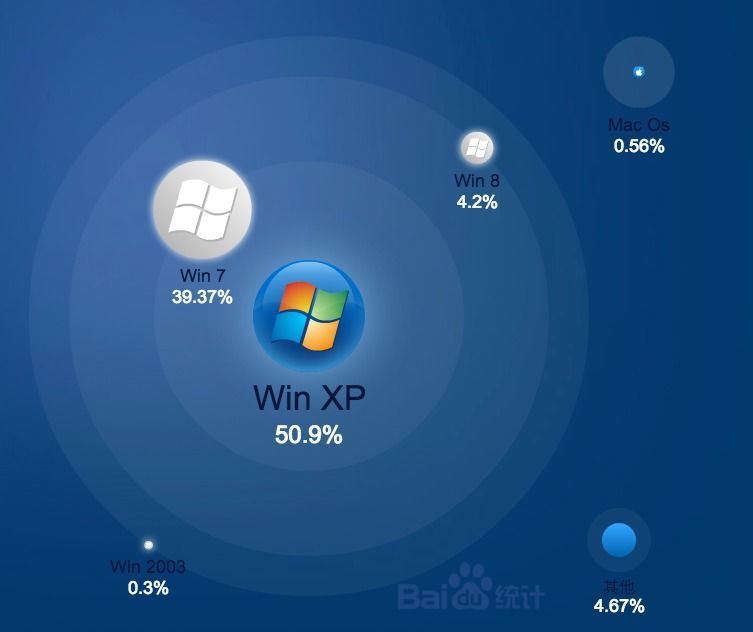 Mac Os
0.56%
Win 8
4.2%
Win 7
39.37%
Win XP
50.9%
Win 2003
0.3%
其他
4.67%
Baidu统计